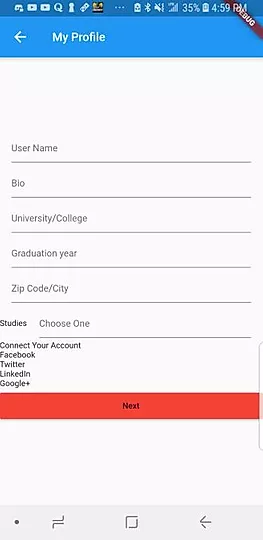 35% 4:59 PM
DEBUG
My Profile
User Name
Bio
University/College
Graduation year
Zip Code/City
Studies Choose One
Connect Your Account
Facebook
Twitter
LinkedIn
Google+
Next